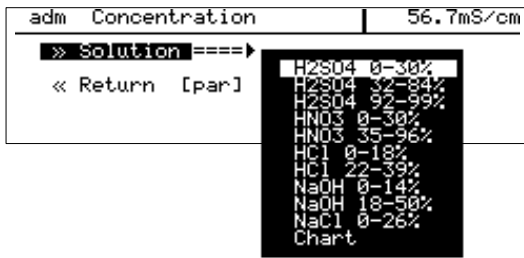 adm Concentration 56.7mS/cm
» Solution ====▶
« Return [par]
H2SO4 0-30%
H2SO4 32-84%
H2SO4 92-99%
HNO3 0-30%
HNO3 35-96%
HCl 0-18%
HCl 22-39%
NaOH 0-14%
NaOH 18-50%
NaCl 0-26%
Chart